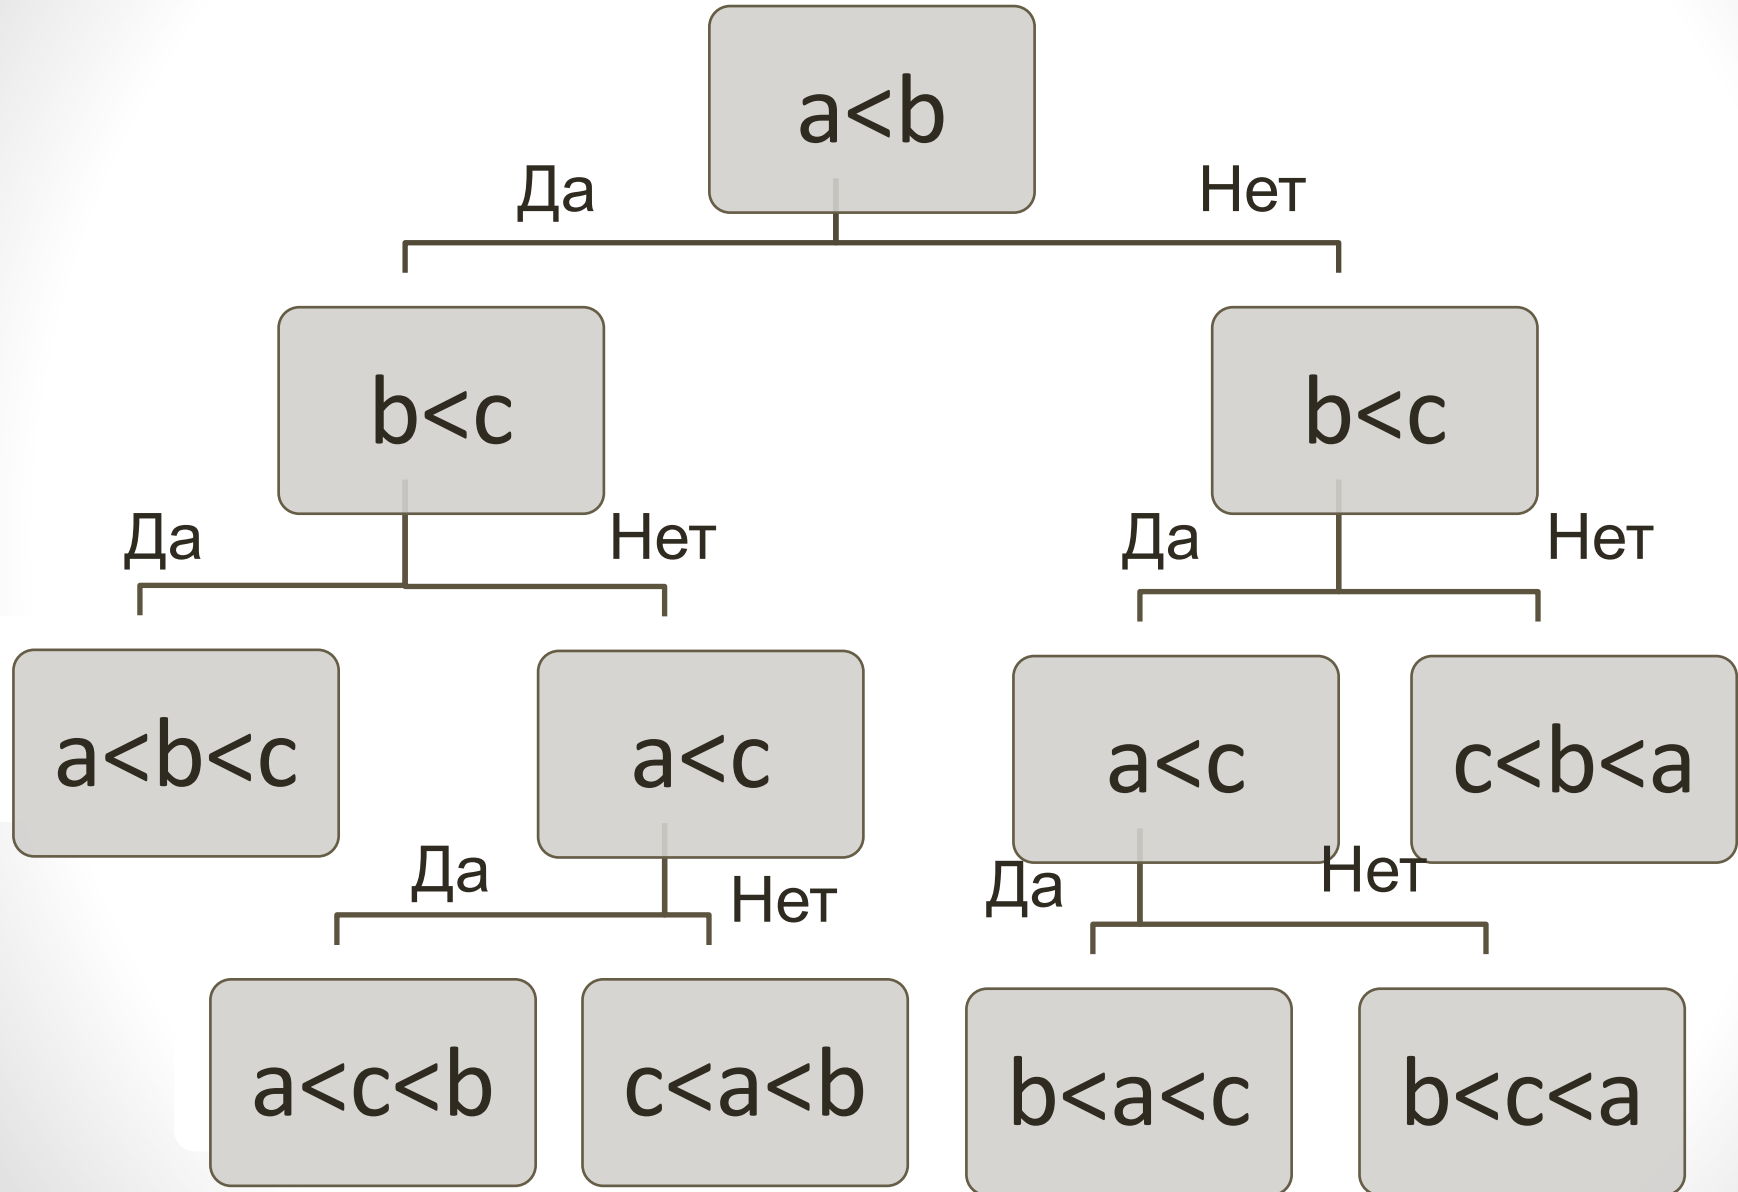 a<b
Да
Нет
b<c
b<c
Да
Нет
Да
Нет
a<b<c
a<c
a<c
c<b<a
Да
Нет
Да
Нет
a<c<b
c<a<b
b<a<c
b<c<a